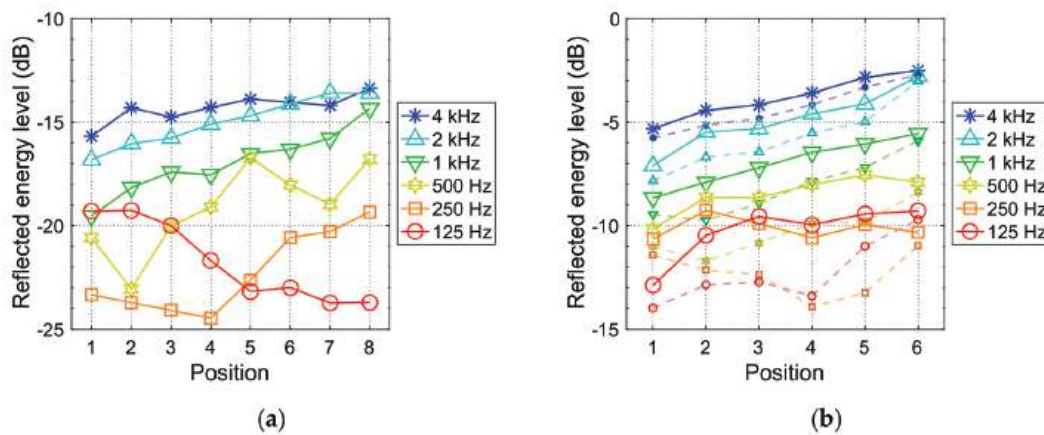 Reflected energy level (dB)
-10
-15
-20
-25
1 2 3 4 5 6 7 8
Position
4 kHz
2 kHz
1 kHz
500 Hz
250 Hz
125 Hz
(a)
Reflected energy level (dB)
0
-5
-10
-15
1 2 3 4 5 6
Position
4 kHz
2 kHz
1 kHz
500 Hz
250 Hz
125 Hz
(b)